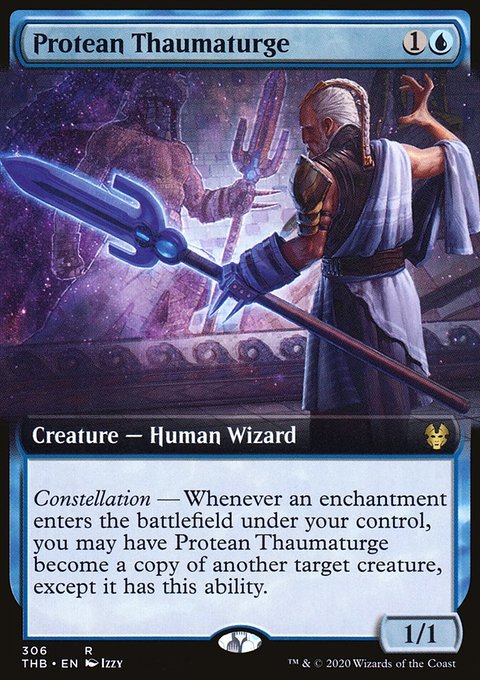 Protean Thaumaturge 1
Creature — Human Wizard
Constellation — Whenever an enchantment
enters the battlefield under your control,
you may have Protean Thaumaturge
become a copy of another target creature,
except it has this ability.
1/1
306 R
THB • EN Izzy
™ & © 2020 Wizards of the Coast